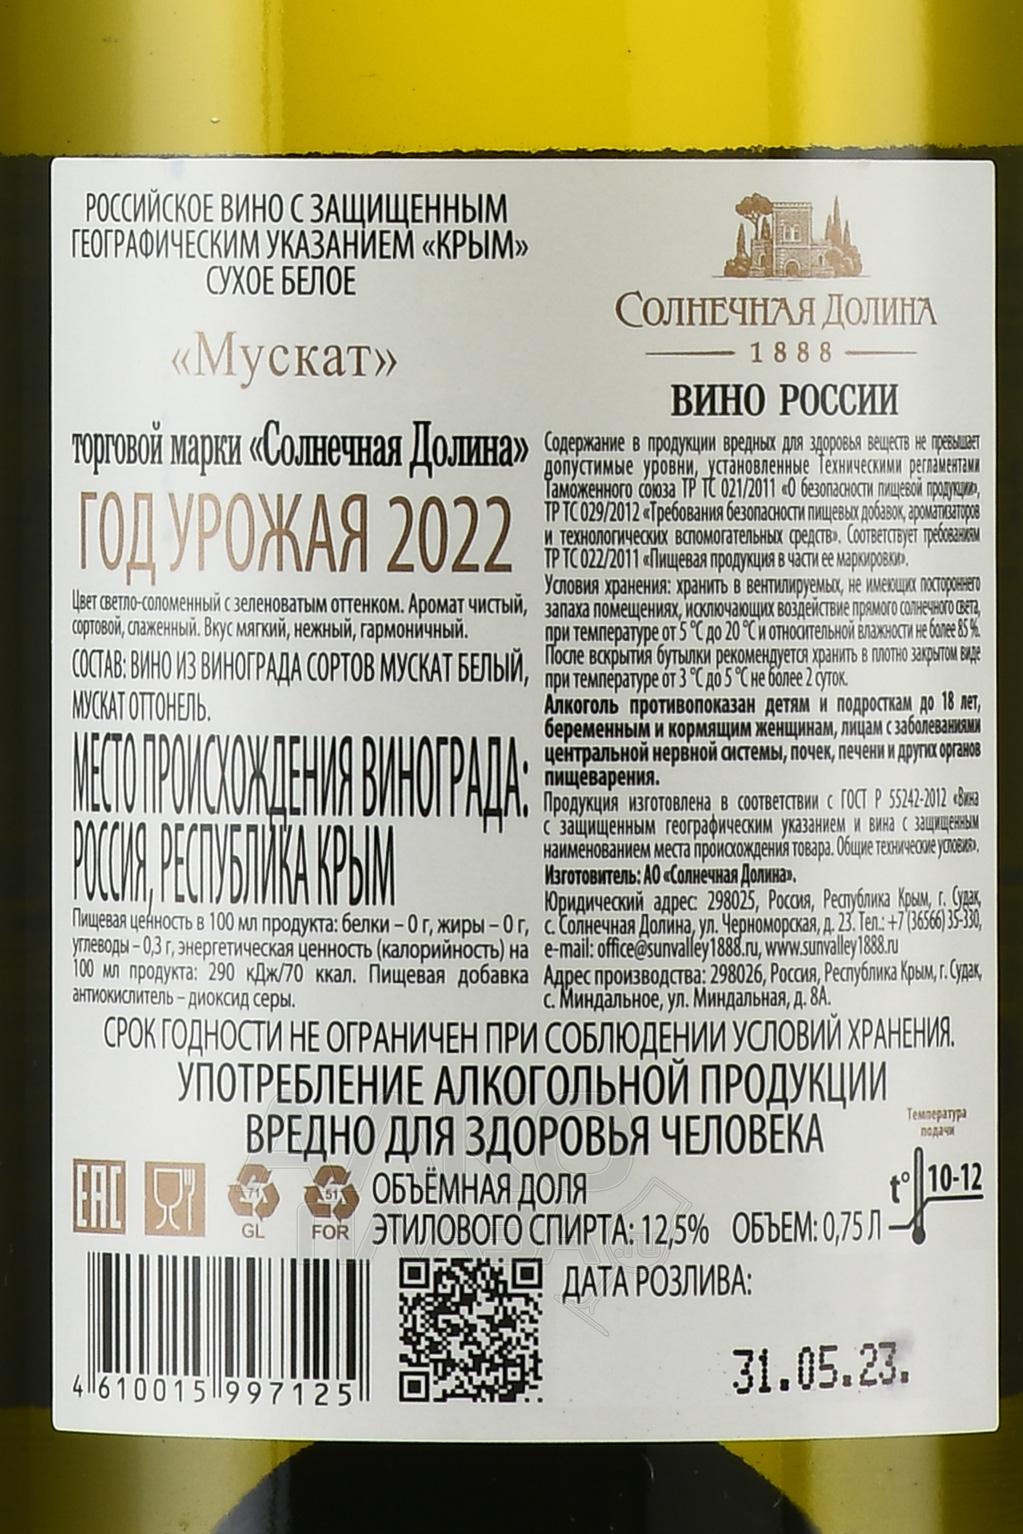 РОССИЙСКОЕ ВИНО С ЗАЩИЩЕННЫМ
ГЕОГРАФИЧЕСКИМ УКАЗАНИЕМ «КРЫМ»
СУХОЕ БЕЛОЕ
«Мускат»
торговой марки «Солнечная Долина»
ГОД УРОЖАЯ 2022
Цвет светло-соломенный с зеленоватым оттенком. Аромат чистый,
сортовой, слаженный. Вкус мягкий, нежный, гармоничный.
СОСТАВ: ВИНО ИЗ ВИНОГРАДА СОРТОВ МУСКАТ БЕЛЫЙ,
МУСКАТ ОТТОНЕЛЬ.
МЕСТО ПРОИСХОЖДЕНИЯ ВИНОГРАДА:
РОССИЯ, РЕСПУБЛИКА КРЫМ
Пищевая ценность в 100 мл продукта: белки – 0 г, жиры – 0 г,
углеводы – 0,3 г, энергетическая ценность (калорийность) на
100 мл продукта: 290 кДж/70 ккал. Пищевая добавка
антиокислитель – диоксид серы.
СОЛНЕЧНАЯ ДОЛИНА
1888
ВИНО РОССИИ
Содержание в продукции вредных для здоровья веществ не превышает
допустимые уровни, установленные Техническими регламентами
Таможенного союза ТР ТС 021/2011 «О безопасности пищевой продукции»,
ТР ТС 029/2012 «Требования безопасности пищевых добавок, ароматизаторов
и технологических вспомогательных средств». Соответствует требованиям
ТР ТС 022/2011 «Пищевая продукция в части ее маркировки».
Условия хранения: хранить в вентилируемых, не имеющих постороннего
запаха помещениях, исключающих воздействие прямого солнечного света,
при температуре от 5 °С до 20 °С и относительной влажности не более 85 %.
После вскрытия бутылки рекомендуется хранить в плотно закрытом виде
при температуре от 3 °С до 5 °С не более 2 суток.
Алкоголь противопоказан детям и подросткам до 18 лет,
беременным и кормящим женщинам, лицам с заболеваниями
центральной нервной системы, почек, печени и других органов
пищеварения.
Продукция изготовлена в соответствии с ГОСТ Р 55242-2012 «Вина
с защищенным географическим указанием и вина с защищенным
наименованием места происхождения товара. Общие технические условия».
Изготовитель: АО «Солнечная Долина».
Юридический адрес: 298025, Россия, Республика Крым, г. Судак,
с. Солнечная Долина, ул. Черноморская, д. 23. Тел.: +7 (36566) 35-330,
e-mail: office@sunvalley1888.ru, www.sunvalley1888.ru
Адрес производства: 298026, Россия, Республика Крым, г. Судак,
с. Миндальное, ул. Миндальная, д. 8А.
СРОК ГОДНОСТИ НЕ ОГРАНИЧЕН ПРИ СОБЛЮДЕНИИ УСЛОВИЙ ХРАНЕНИЯ.
УПОТРЕБЛЕНИЕ АЛКОГОЛЬНОЙ ПРОДУКЦИИ
ВРЕДНО ДЛЯ ЗДОРОВЬЯ ЧЕЛОВЕКА
Температура
подачи
t° 10-12
EAC
71
GL
51
FOR
ОБЪЁМНАЯ ДОЛЯ
ЭТИЛОВОГО СПИРТА: 12,5% ОБЪЕМ: 0,75 Л
ДАТА РОЗЛИВА:
31.05.23.
4 610015 997125